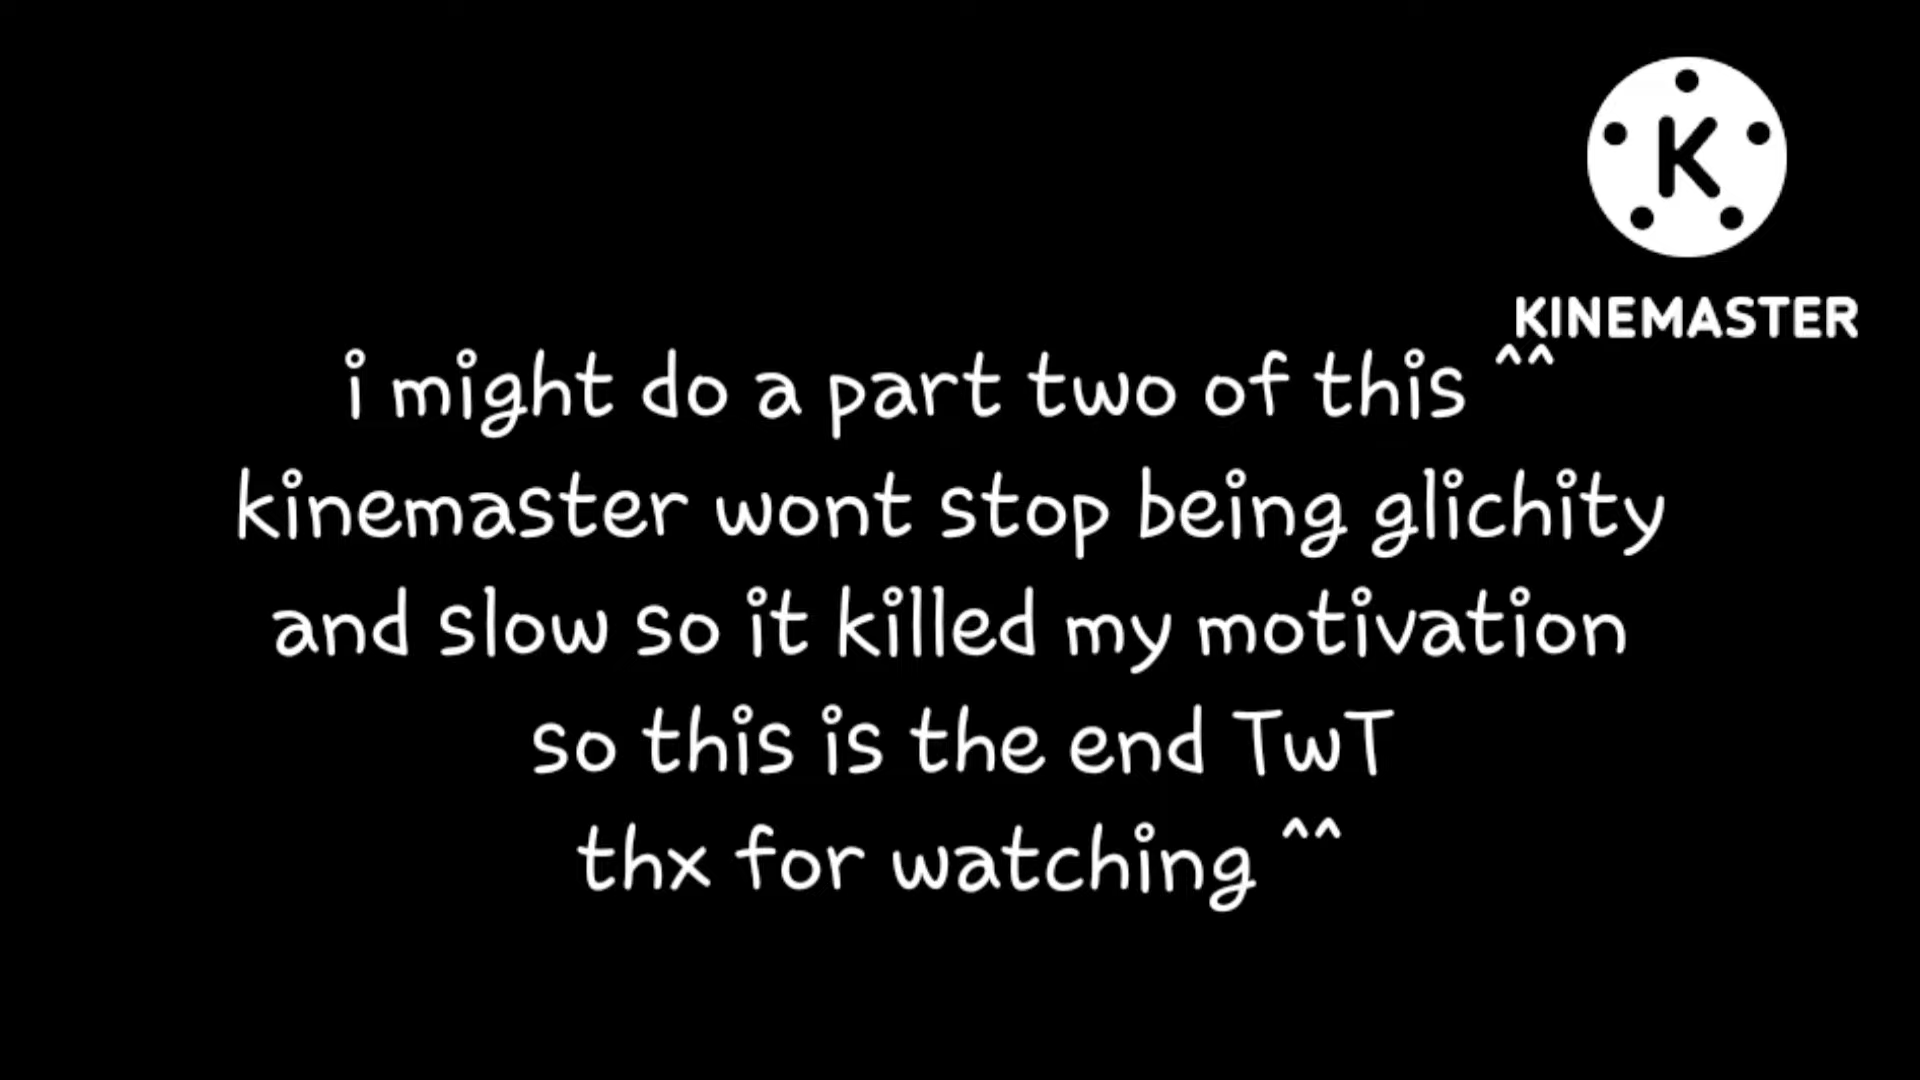 K
KINEMASTER
i might do a part two of this ^^
kinemaster wont stop being glichity
and slow so it killed my motivation
so this is the end TwT
thx for watching ^^